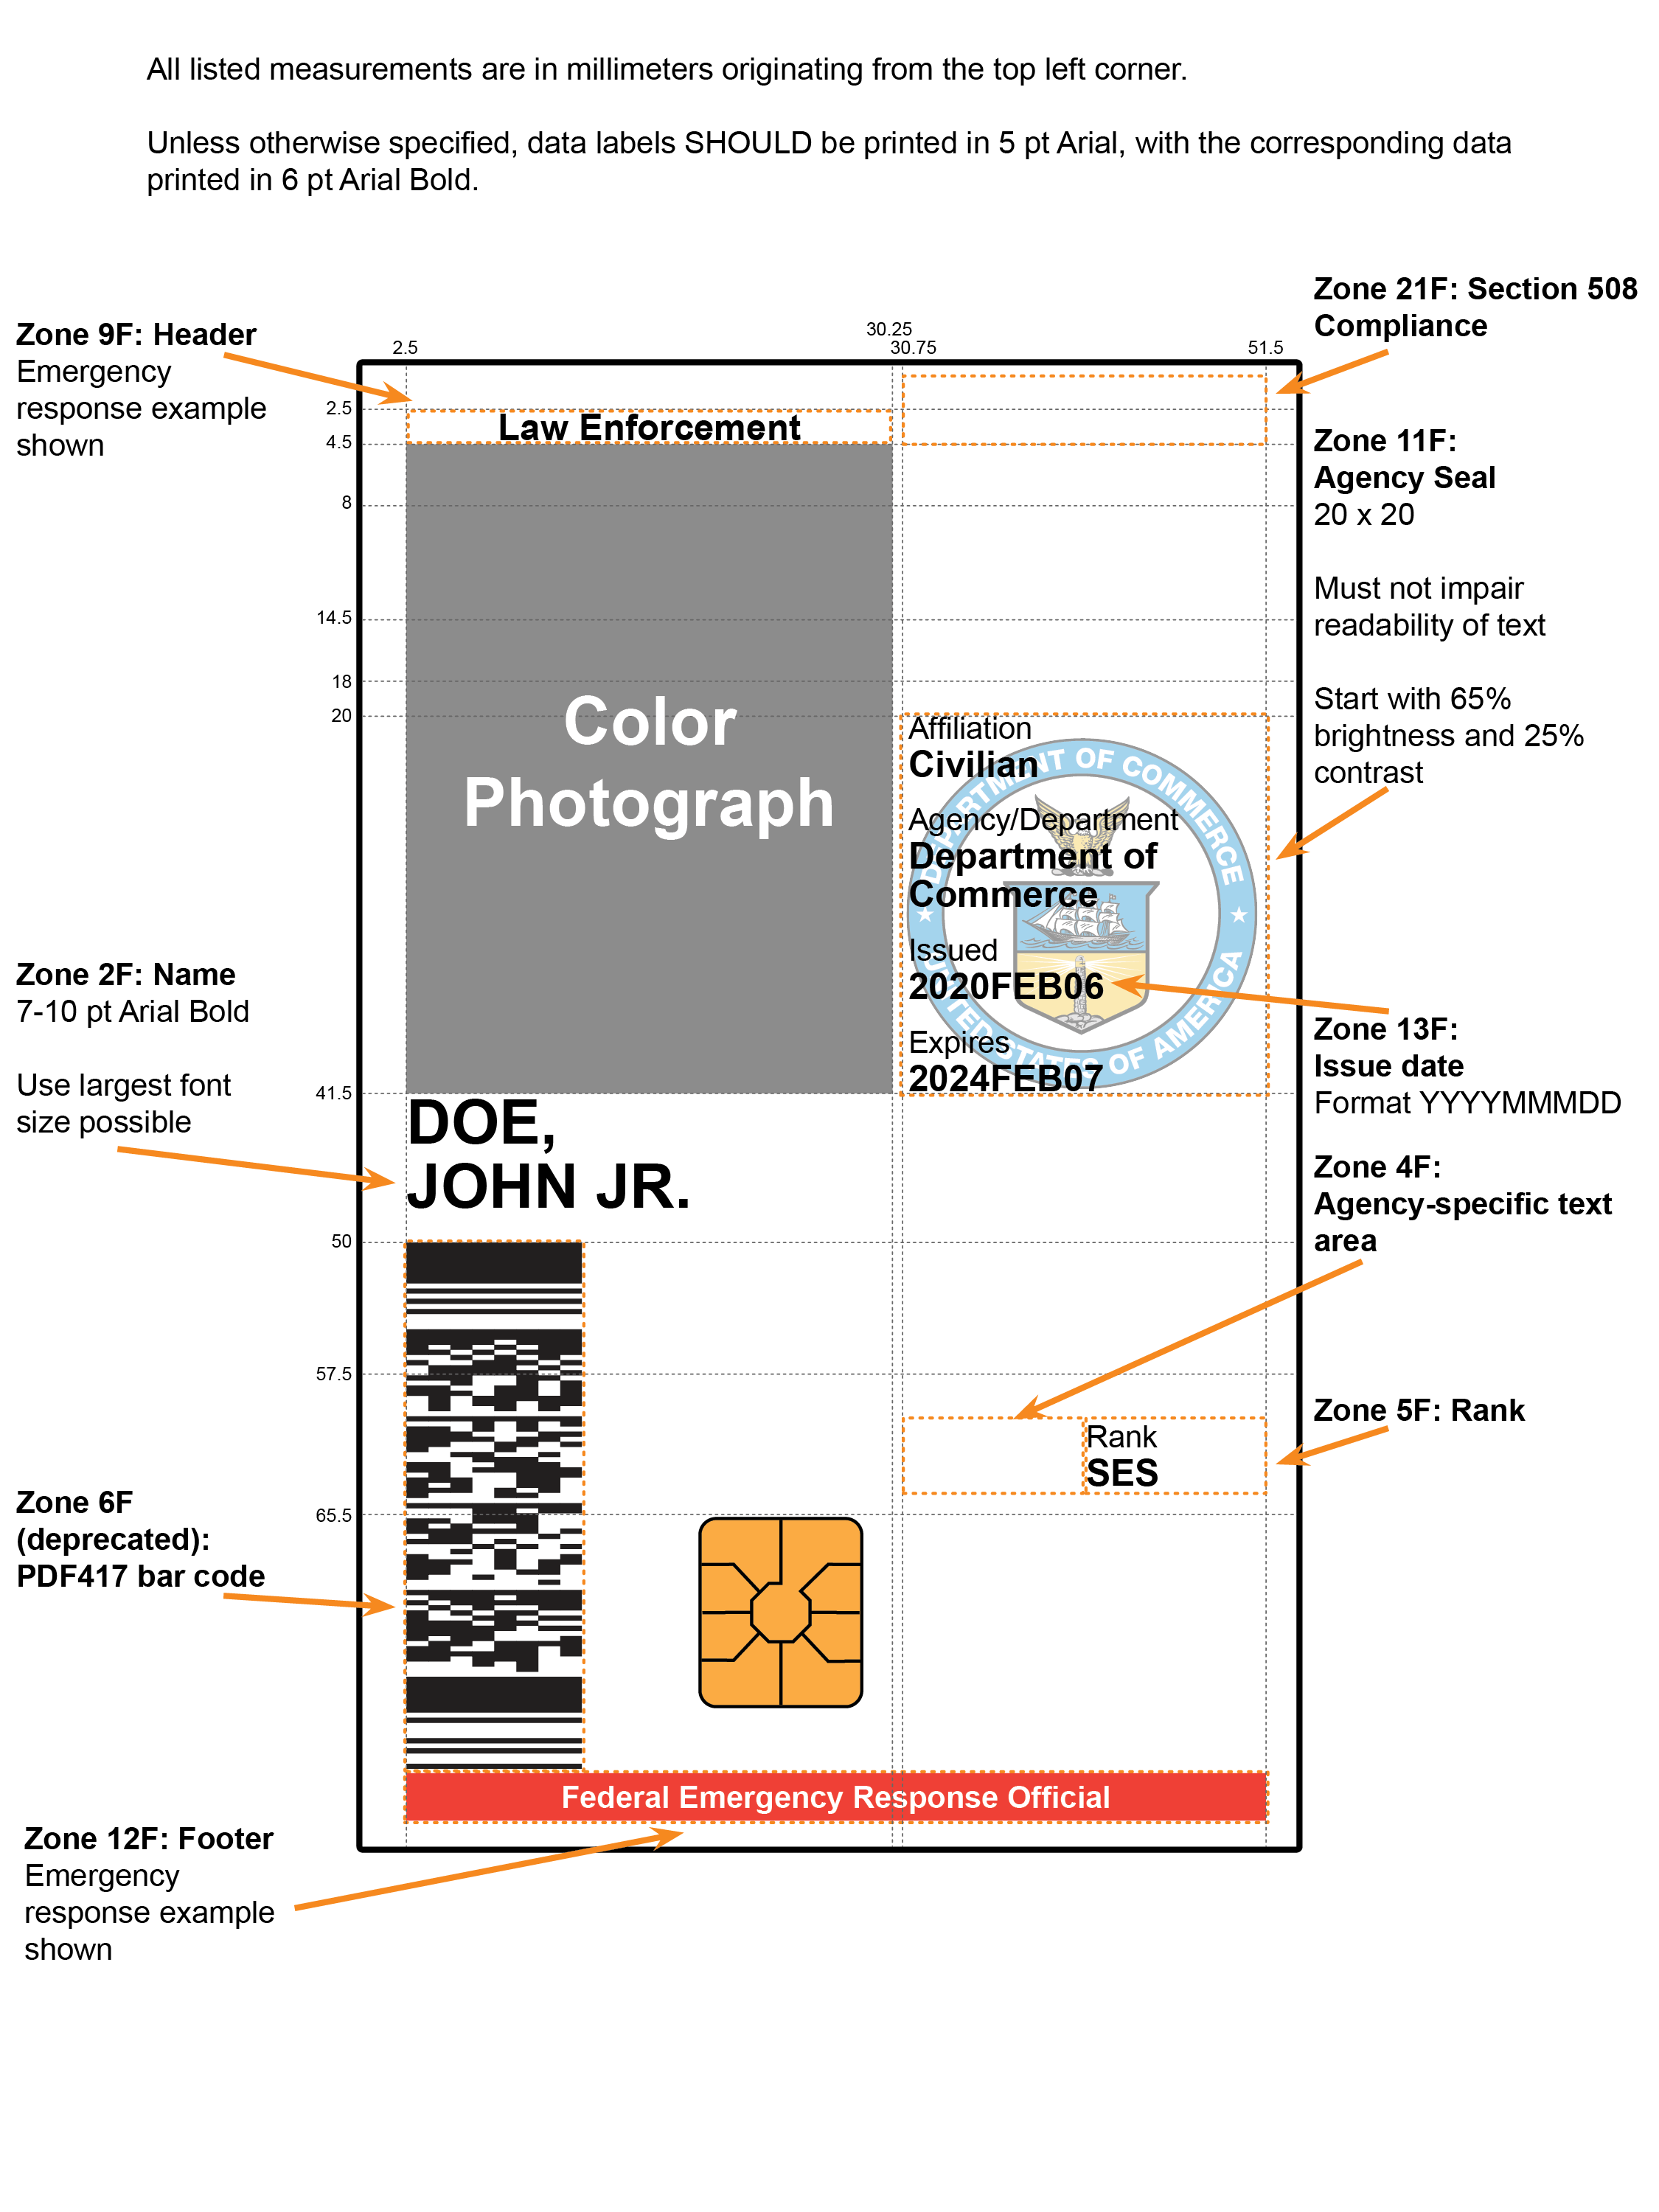 All listed measurements are in millimeters originating from the top left corner.
Unless otherwise specified, data labels SHOULD be printed in 5 pt Arial, with the corresponding data
printed in 6 pt Arial Bold.
Zone 21F: Section 508
Compliance
Zone 9F: Header
Emergency
response example
shown
30.25
2.5
30.75
51.5
2.5
4.5
8
14.5
18
20
41.5
50
57.5
65.5
Law Enforcement
Zone 11F:
Agency Seal
20 x 20
Must not impair
readability of text
Start with 65%
brightness and 25%
contrast
Color
Photograph
Affiliation
Civilian
Agency/Department
Department of
Commerce
Issued
2020FEB06
Expires
2024FEB07
DEPARTMENT OF COMMERCE
UNITED STATES OF AMERICA
Zone 2F: Name
7-10 pt Arial Bold
Use largest font
size possible
Zone 13F:
Issue date
Format YYYYMMMDD
DOE,
JOHN JR.
Zone 4F:
Agency-specific text
area
Zone 5F: Rank
Rank
SES
Zone 6F
(deprecated):
PDF417 bar code
Federal Emergency Response Official
Zone 12F: Footer
Emergency
response example
shown